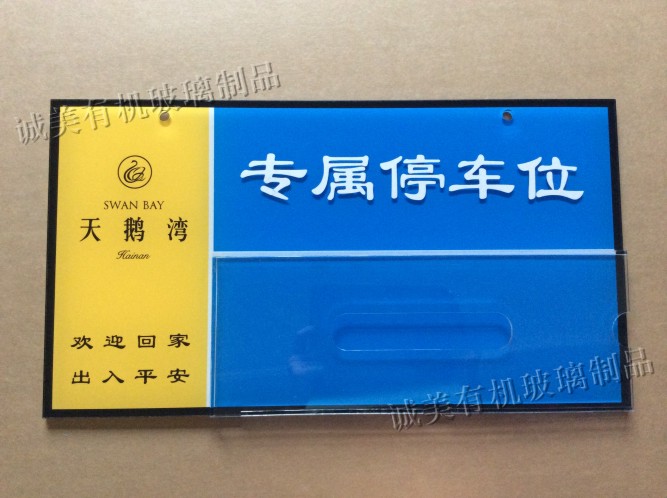 诚美有机玻璃制品
SWAN BAY
天鹅湾
Hainan
欢迎回家
出入平安
专属停车位
诚美有机玻璃制品